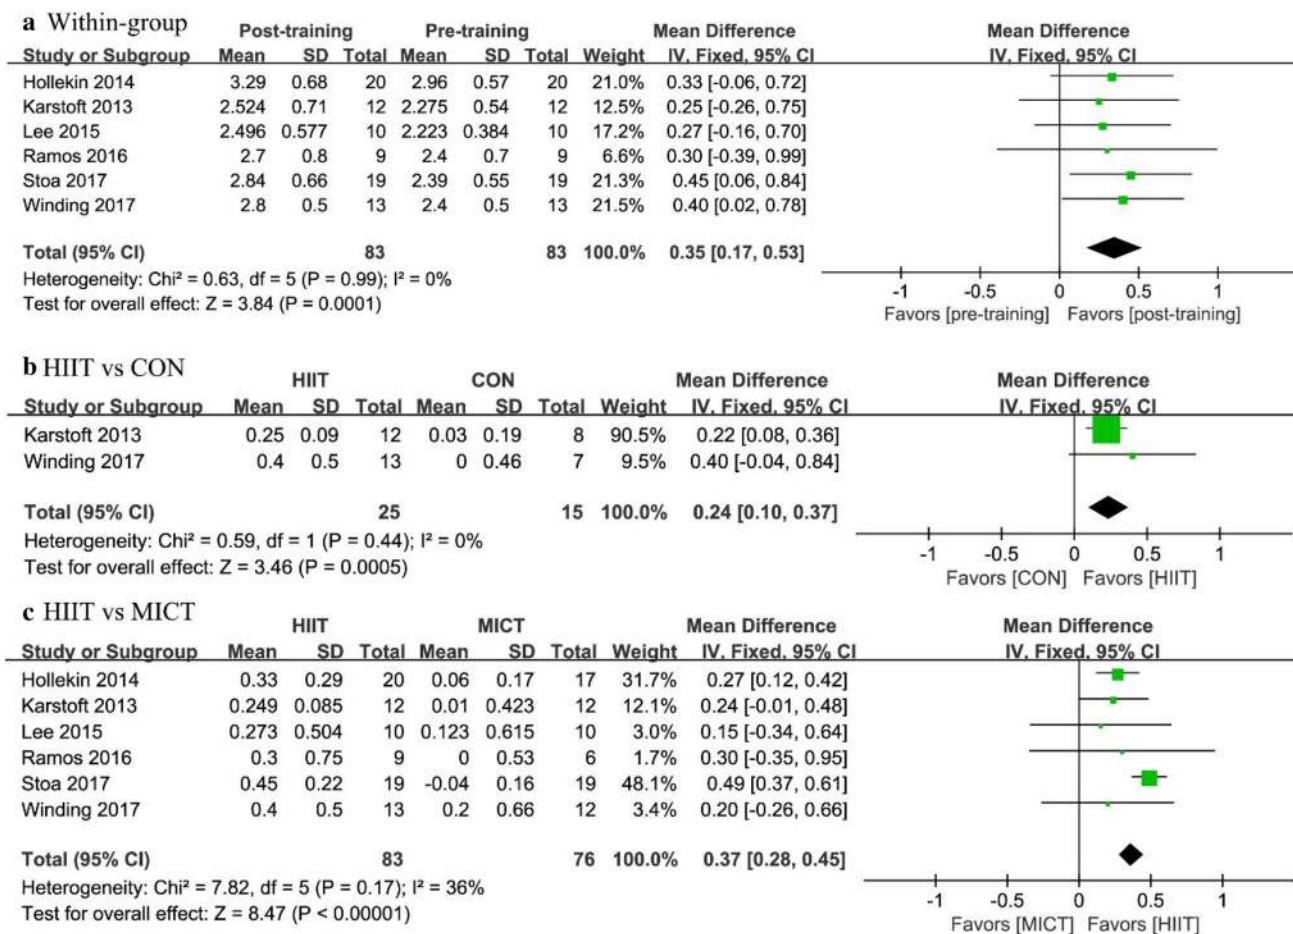 a Within-group
Post-training Pre-training Mean Difference Mean Difference
Study or Subgroup Mean SD Total Mean SD Total Weight IV, Fixed, 95% CI IV, Fixed, 95% CI
Hollekin 2014 3.29 0.68 20 2.96 0.57 20 21.0% 0.33 [-0.06, 0.72]
Karstoft 2013 2.524 0.71 12 2.275 0.54 12 12.5% 0.25 [-0.26, 0.75]
Lee 2015 2.496 0.577 10 2.223 0.384 10 17.2% 0.27 [-0.16, 0.70]
Ramos 2016 2.7 0.8 9 2.4 0.7 9 6.6% 0.30 [-0.39, 0.99]
Stoa 2017 2.84 0.66 19 2.39 0.55 19 21.3% 0.45 [0.06, 0.84]
Winding 2017 2.8 0.5 13 2.4 0.5 13 21.5% 0.40 [0.02, 0.78]
Total (95% CI) 83 83 100.0% 0.35 [0.17, 0.53]
Heterogeneity: Chi² = 0.63, df = 5 (P = 0.99); I² = 0%
Test for overall effect: Z = 3.84 (P = 0.0001)
-1 -0.5 0 0.5 1
Favors [pre-training] Favors [post-training]
b HIIT vs CON
HIIT CON Mean Difference Mean Difference
Study or Subgroup Mean SD Total Mean SD Total Weight IV, Fixed, 95% CI IV, Fixed, 95% CI
Karstoft 2013 0.25 0.09 12 0.03 0.19 8 90.5% 0.22 [0.08, 0.36]
Winding 2017 0.4 0.5 13 0 0.46 7 9.5% 0.40 [-0.04, 0.84]
Total (95% CI) 25 15 100.0% 0.24 [0.10, 0.37]
Heterogeneity: Chi² = 0.59, df = 1 (P = 0.44); I² = 0%
Test for overall effect: Z = 3.46 (P = 0.0005)
-1 -0.5 0 0.5 1
Favors [CON] Favors [HIIT]
c HIIT vs MICT
HIIT MICT Mean Difference Mean Difference
Study or Subgroup Mean SD Total Mean SD Total Weight IV, Fixed, 95% CI IV, Fixed, 95% CI
Hollekin 2014 0.33 0.29 20 0.06 0.17 17 31.7% 0.27 [0.12, 0.42]
Karstoft 2013 0.249 0.085 12 0.01 0.423 12 12.1% 0.24 [-0.01, 0.48]
Lee 2015 0.273 0.504 10 0.123 0.615 10 3.0% 0.15 [-0.34, 0.64]
Ramos 2016 0.3 0.75 9 0 0.53 6 1.7% 0.30 [-0.35, 0.95]
Stoa 2017 0.45 0.22 19 -0.04 0.16 19 48.1% 0.49 [0.37, 0.61]
Winding 2017 0.4 0.5 13 0.2 0.66 12 3.4% 0.20 [-0.26, 0.66]
Total (95% CI) 83 76 100.0% 0.37 [0.28, 0.45]
Heterogeneity: Chi² = 7.82, df = 5 (P = 0.17); I² = 36%
Test for overall effect: Z = 8.47 (P < 0.00001)
-1 -0.5 0 0.5 1
Favors [MICT] Favors [HIIT]